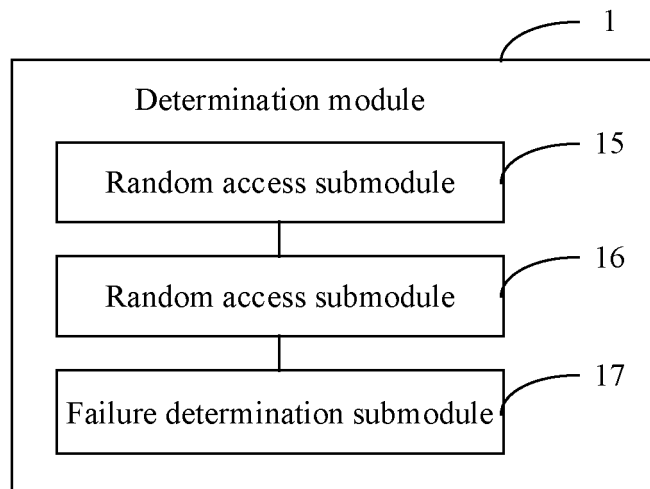 1
Determination module
15
Random access submodule
16
Random access submodule
17
Failure determination submodule